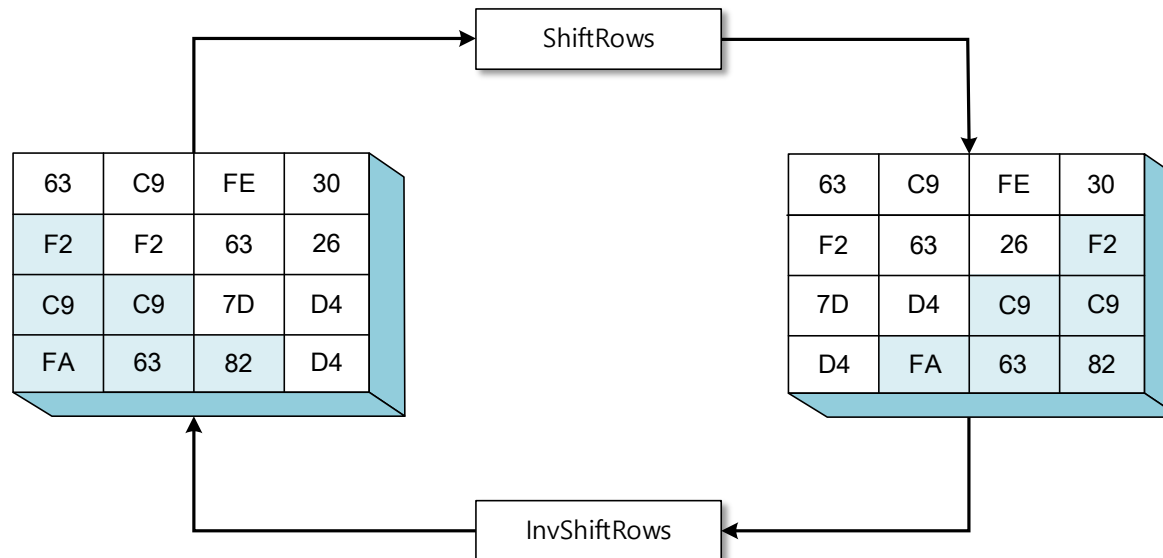 ShiftRows
63 C9 FE 30
F2 F2 63 26
C9 C9 7D D4
FA 63 82 D4
63 C9 FE 30
F2 63 26 F2
7D D4 C9 C9
D4 FA 63 82
InvShiftRows